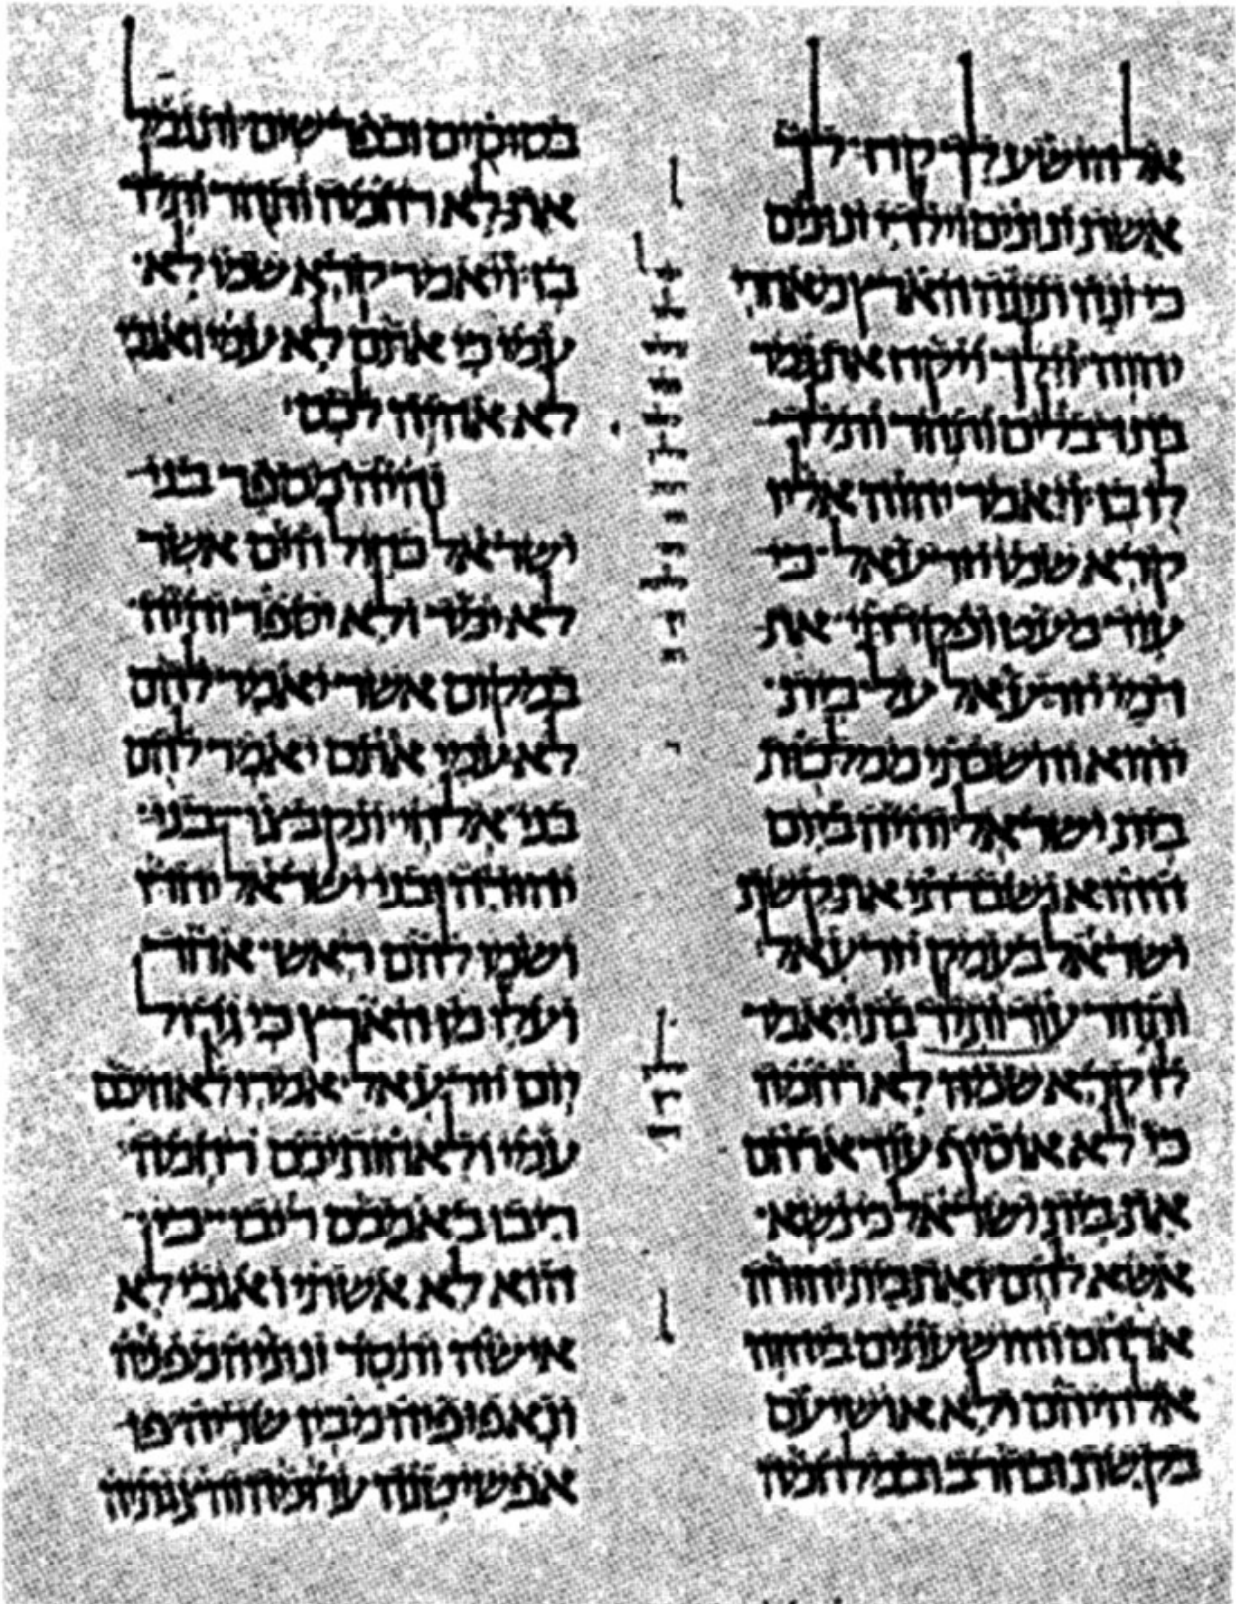 אל הושע לך קח לך
אשת זנונים וילדי זנונים
כי זנה תזנה הארץ מאחרי
יהוה וילך ויקח את גמר
בת דבלים ותהר ותלד
לו בן ויאמר יהוה אליו
קרא שמו יזרעאל כי
עוד מעט ופקדתי את
דמי יזרעאל על בית
יהוא והשבתי ממלכות
בית ישראל והיה ביום
ההוא ושברתי את קשת
ישראל בעמק יזרעאל
ותהר עוד ותלד בת ויאמר
לו קרא שמה לא רחמה
כי לא אוסיף עוד ארחם
את בית ישראל כי נשא
אשא להם ואת בית יהודה
ארחם והושעתים ביהוה
אלהיהם ולא אושיעם
בקשת ובחרב ובמלחמה
בסוסים ובפרשים ותגמל
את לא רחמה ותהר ותלד
בן ויאמר קרא שמו לא
עמי כי אתם לא עמי ואנכי
לא אהיה לכם
והיה מספר בני
ישראל כחול הים אשר
לא ימד ולא יספר והיה
במקום אשר יאמר להם
לא עמי אתם יאמר להם
בני אל חי ונקבצו בני
יהודה ובני ישראל יחדו
ושמו להם ראש אחד
ועלו מן הארץ כי גדול
יום יזרעאל אמרו לאחיכם
עמי ולאחותיכם רחמה
ריבו באמכם ריבו כי
היא לא אשתי ואנכי לא
אישה ותסר זנוניה מפניה
ונאפופיה מבין שדיה פן
אפשיטנה ערמה והצגתיה